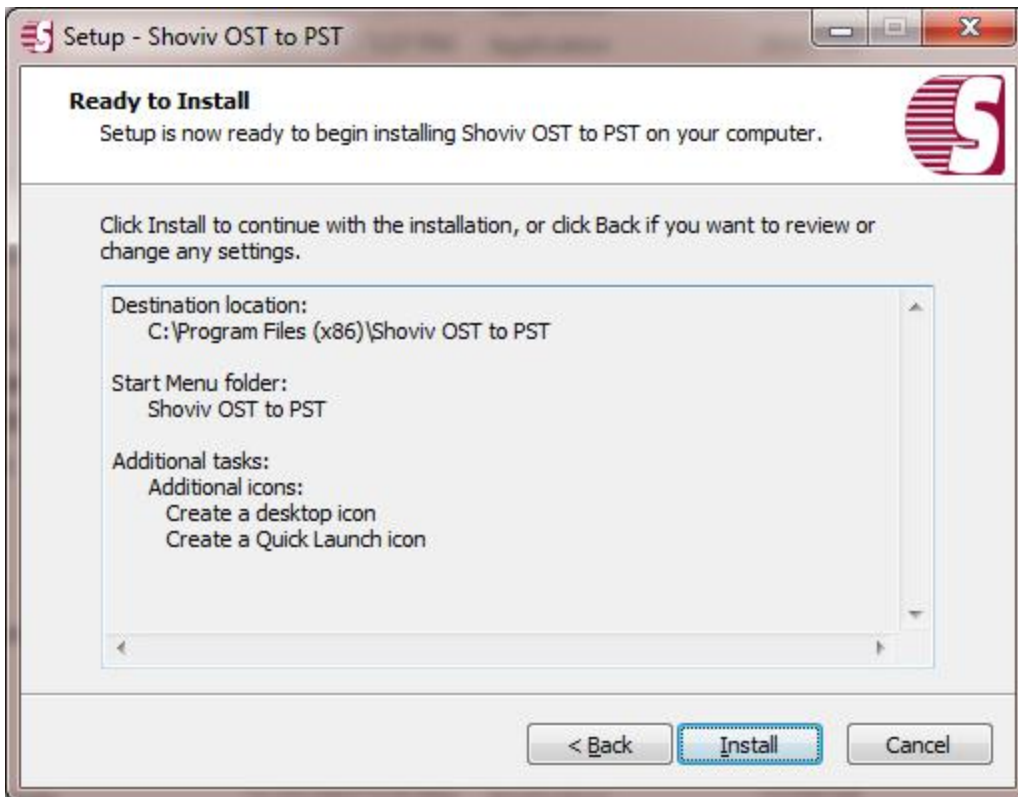 Setup - Shoviv OST to PST
Ready to Install
Setup is now ready to begin installing Shoviv OST to PST on your computer.
S
Click Install to continue with the installation, or click Back if you want to review or
change any settings.
Destination location:
C:\Program Files (x86)\Shoviv OST to PST
Start Menu folder:
Shoviv OST to PST
Additional tasks:
Additional icons:
Create a desktop icon
Create a Quick Launch icon
< Back
Install
Cancel